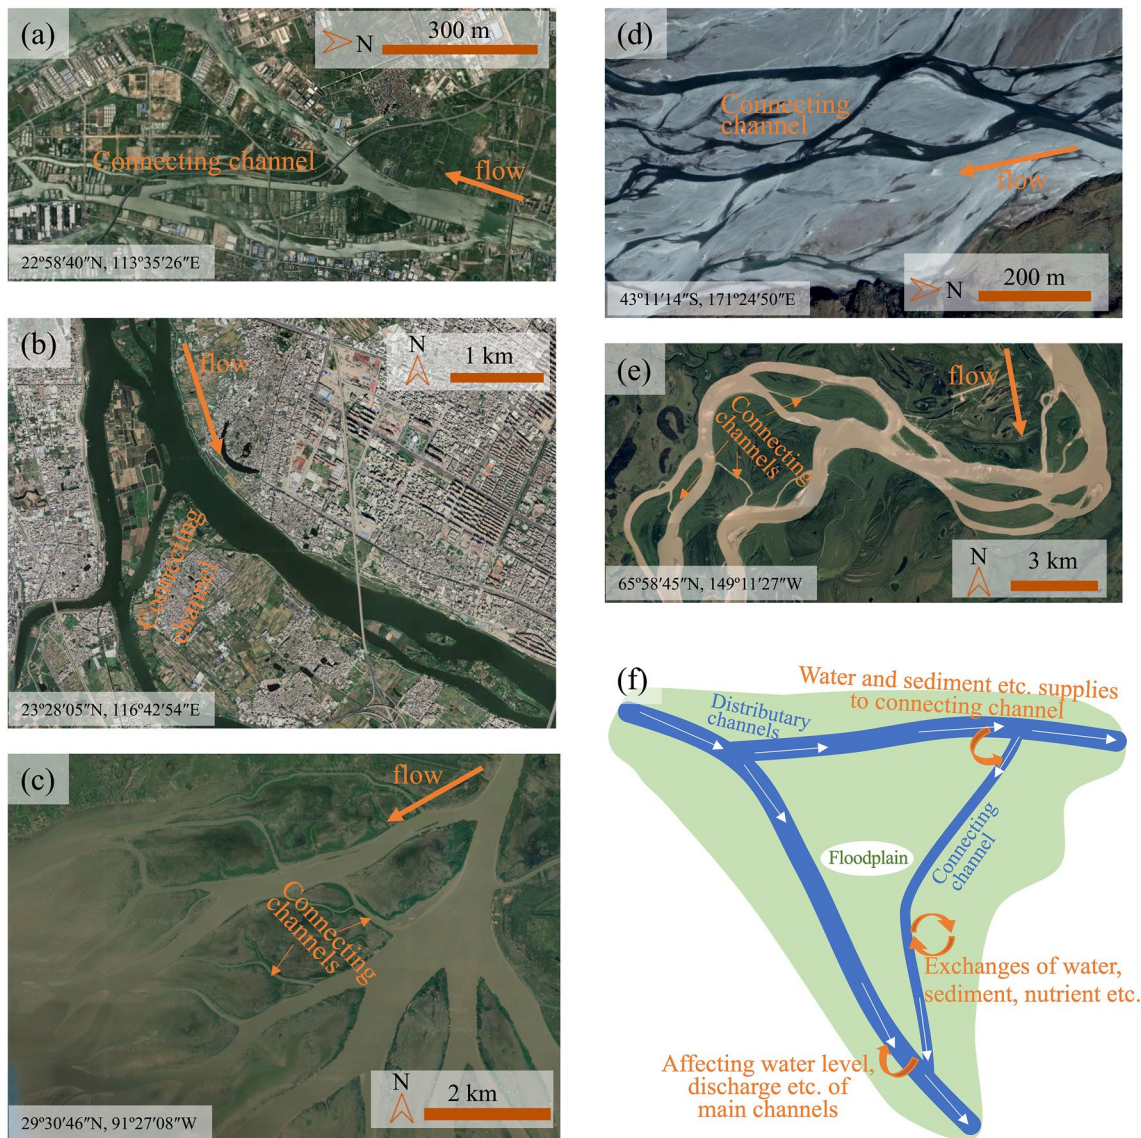 (a)
N
300 m
Connecting channel
flow
22°58′40″N, 113°35′26″E
(b)
flow
N
1 km
Connecting
channel
23°28′05″N, 116°42′54″E
(c)
flow
Connecting
channels
N
2 km
29°30′46″N, 91°27′08″W
(d)
Connecting
channel
flow
N
200 m
43°11′14″S, 171°24′50″E
(e)
flow
Connecting
channels
N
3 km
65°58′45″N, 149°11′27″W
(f)
Water and sediment etc. supplies
to connecting channel
Distributary
channels
Connecting
channel
Floodplain
Exchanges of water,
sediment, nutrient etc.
Affecting water level,
discharge etc. of
main channels